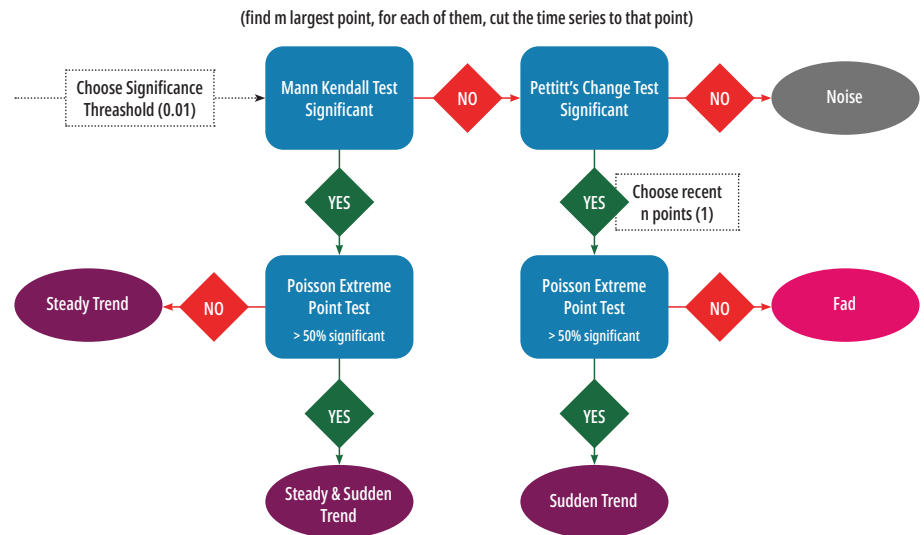 (find m largest point, for each of them, cut the time series to that point)
Choose Significance
Threshold (0.01)
Mann Kendall Test
Significant
NO
Pettitt's Change Test
Significant
NO
Noise
YES
YES
Choose recent
n points (1)
Steady Trend
NO
Poisson Extreme
Point Test
> 50% significant
Poisson Extreme
Point Test
> 50% significant
NO
Fad
YES
YES
Steady & Sudden
Trend
Sudden Trend